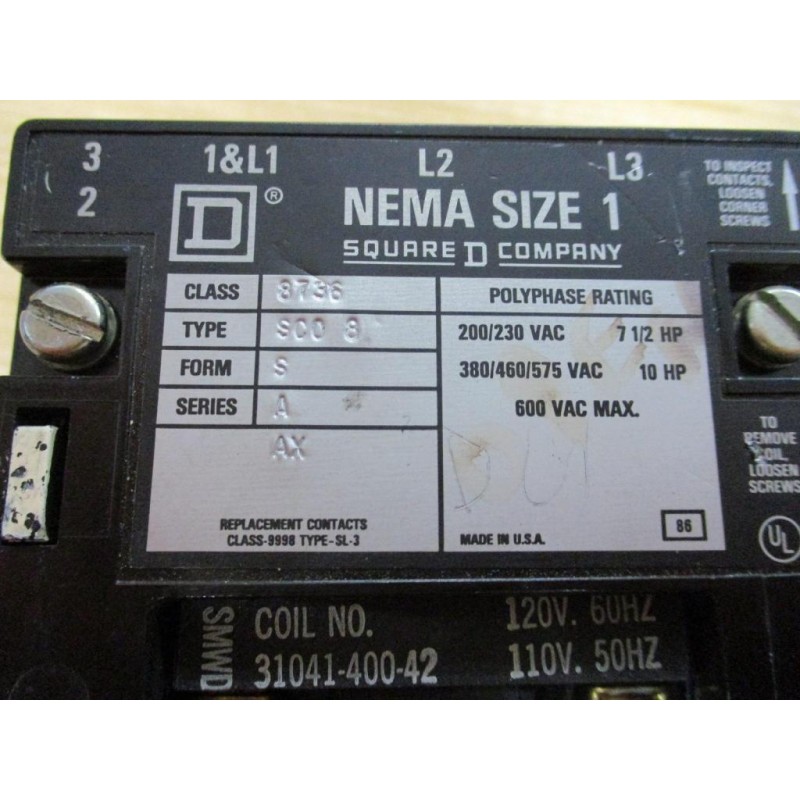 3 1&L1 L2 L3
2
TO INSPECT
CONTACTS,
LOOSEN
CORNER
SCREWS
D ®
NEMA SIZE 1
SQUARE D COMPANY
CLASS 8736
TYPE SCO 8
FORM S
SERIES A
AX
REPLACEMENT CONTACTS
CLASS-9998 TYPE-SL-3
POLYPHASE RATING
200/230 VAC 7 1/2 HP
380/460/575 VAC 10 HP
600 VAC MAX.
MADE IN U.S.A.
86
TO
REMOVE
COIL
LOOSEN
SCREWS
UL
SMWD
COIL NO. 120V. 60HZ
31041-400-42 110V. 50HZ